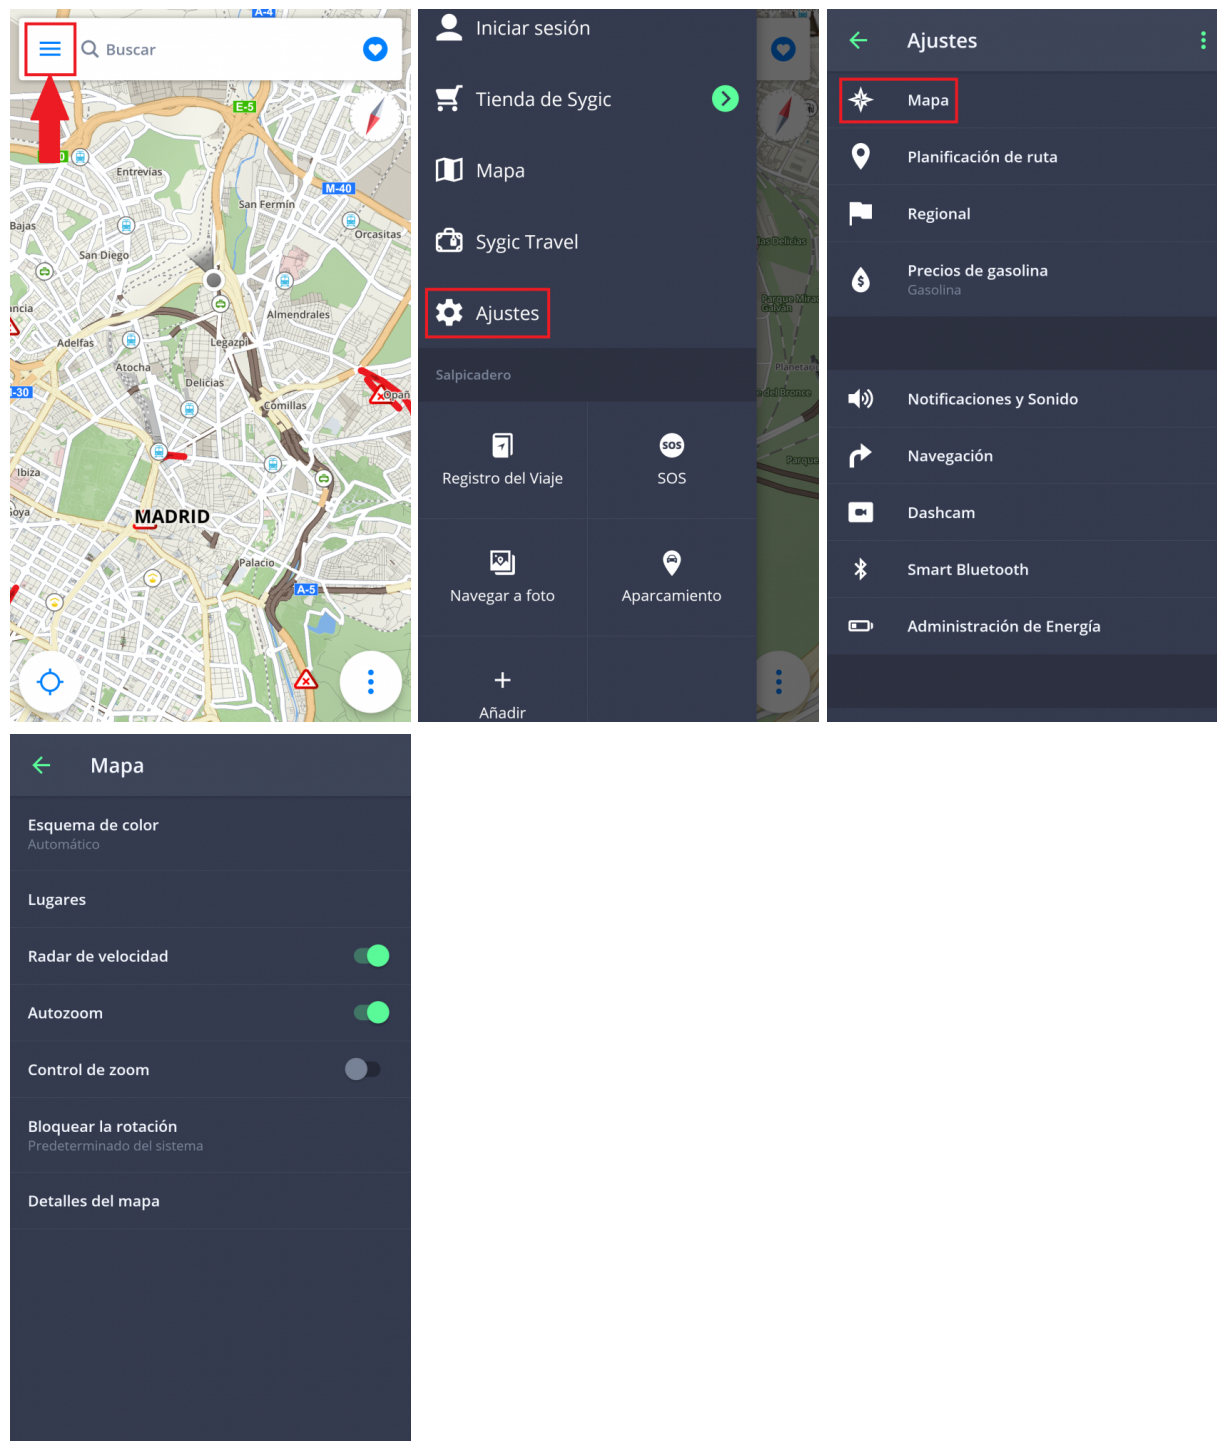 A-4
Buscar
E-5
Entrevias
M-40
San Fermín
Bajas
Orcasitas
San Diego
Almendrales
Adelfas
Legazpi
Atocha
Delicias
Comillas
Ibiza
MADRID
Palacio
A-5
Iniciar sesión
Tienda de Sygic
Mapa
Sygic Travel
Ajustes
Salpicadero
Registro del Viaje
SOS
SOS
Navegar a foto
Aparcamiento
Añadir
Ajustes
Mapa
Planificación de ruta
Regional
Precios de gasolina
Gasolina
Notificaciones y Sonido
Navegación
Dashcam
Smart Bluetooth
Administración de Energía
Mapa
Esquema de color
Automático
Lugares
Radar de velocidad
Autozoom
Control de zoom
Bloquear la rotación
Predeterminado del sistema
Detalles del mapa